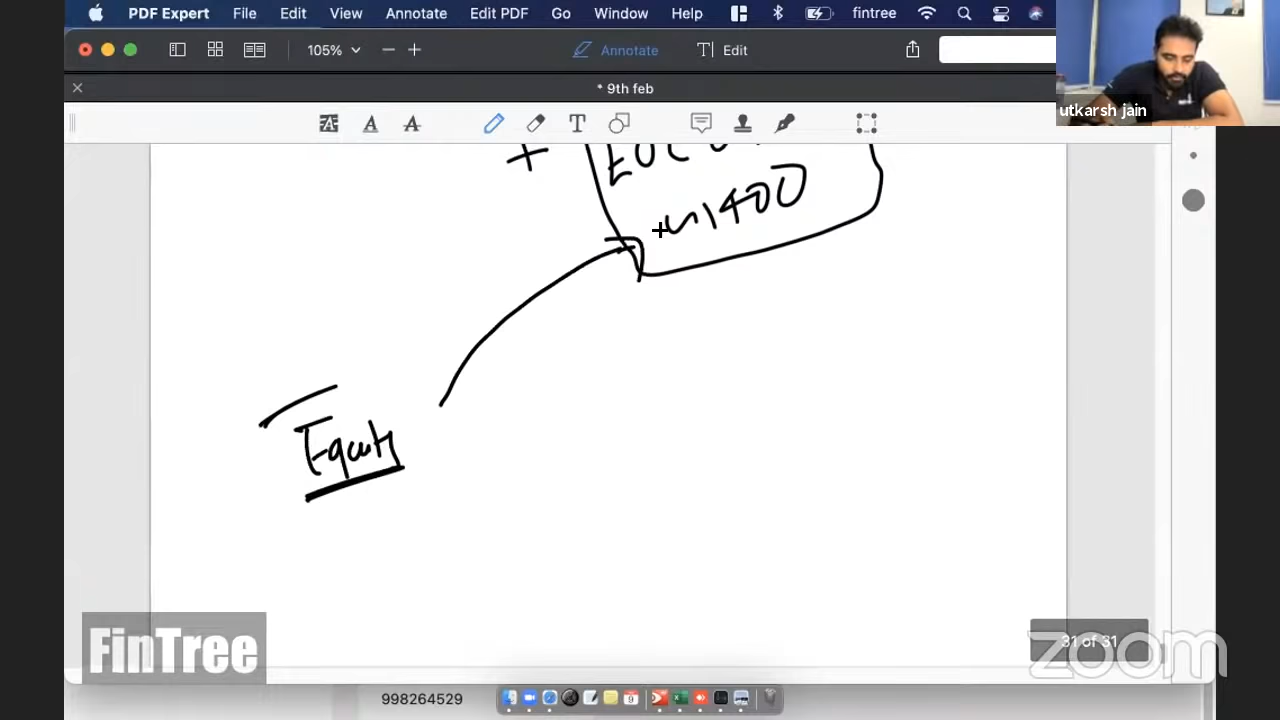 PDF Expert File Edit View Annotate Edit PDF Go Window Help fintree
105% Annotate T Edit
* 9th feb
utkarsh jain
+
1400
Equity
FinTree
31 of 31
zoom
998264529